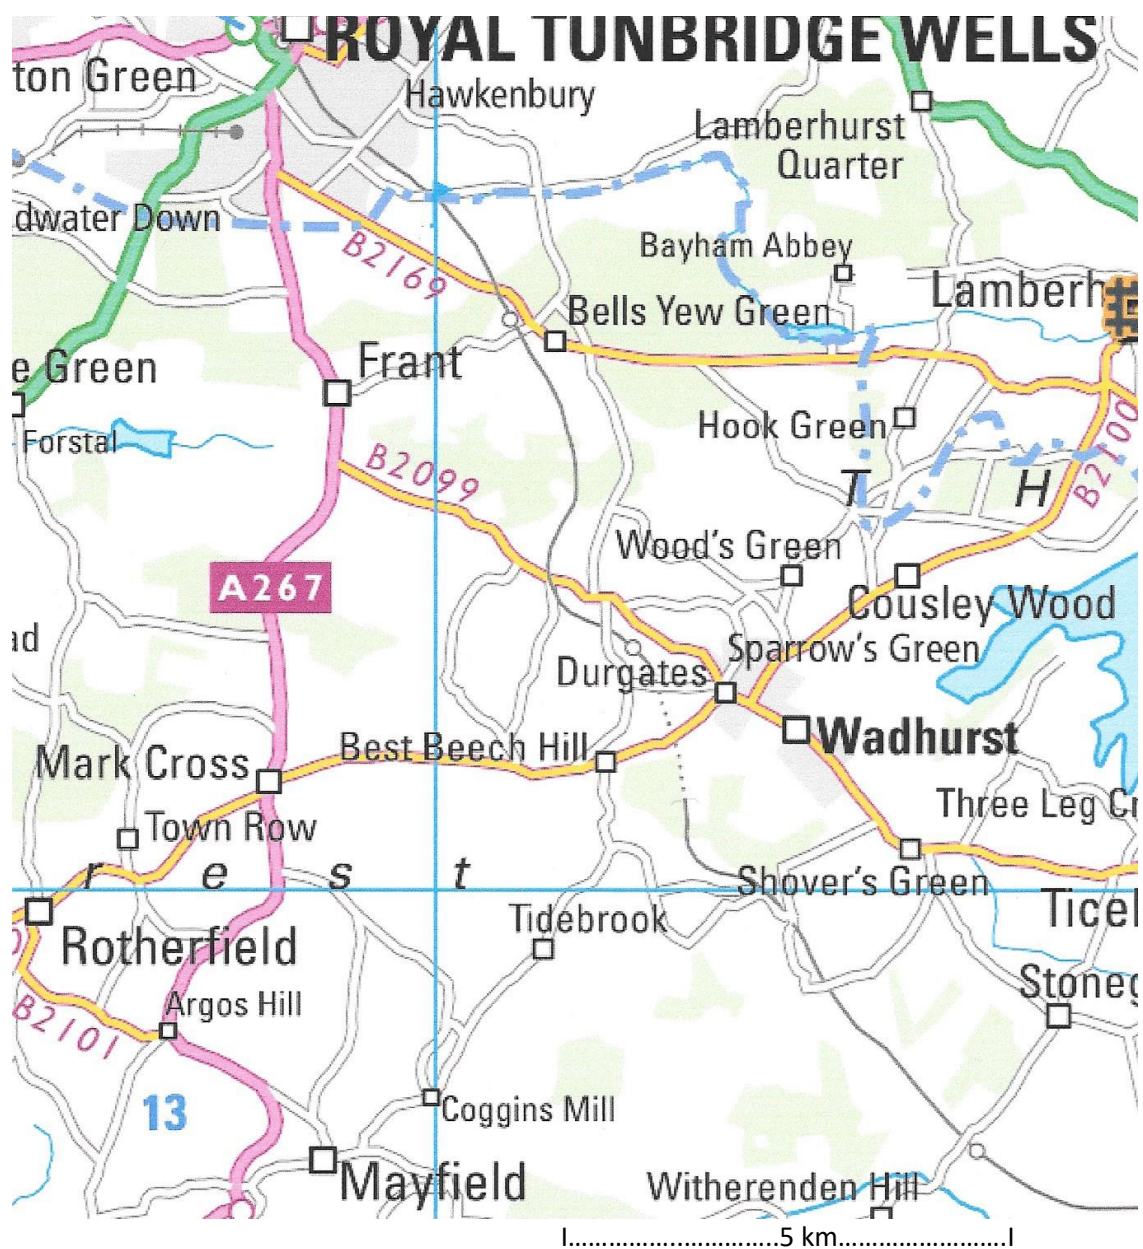 ROYAL TUNBRIDGE WELLS
ton Green
Hawkenbury
Lamberhurst
Quarter
dwater Down
B2169
Bayham Abbey
Lamberh
Bells Yew Green
e Green
Frant
Forstal
Hook Green
B2100
B2099
T H
Wood's Green
A267
Cousley Wood
ad
Sparrow's Green
Durgates
Wadhurst
Best Beech Hill
Mark Cross
Three Leg Cr
Town Row
r e s t
Shover's Green
Ticel
Tidebrook
Rotherfield
Stoneg
Argos Hill
B2101
13
Coggins Mill
Mayfield
Witherenden Hill
5 km